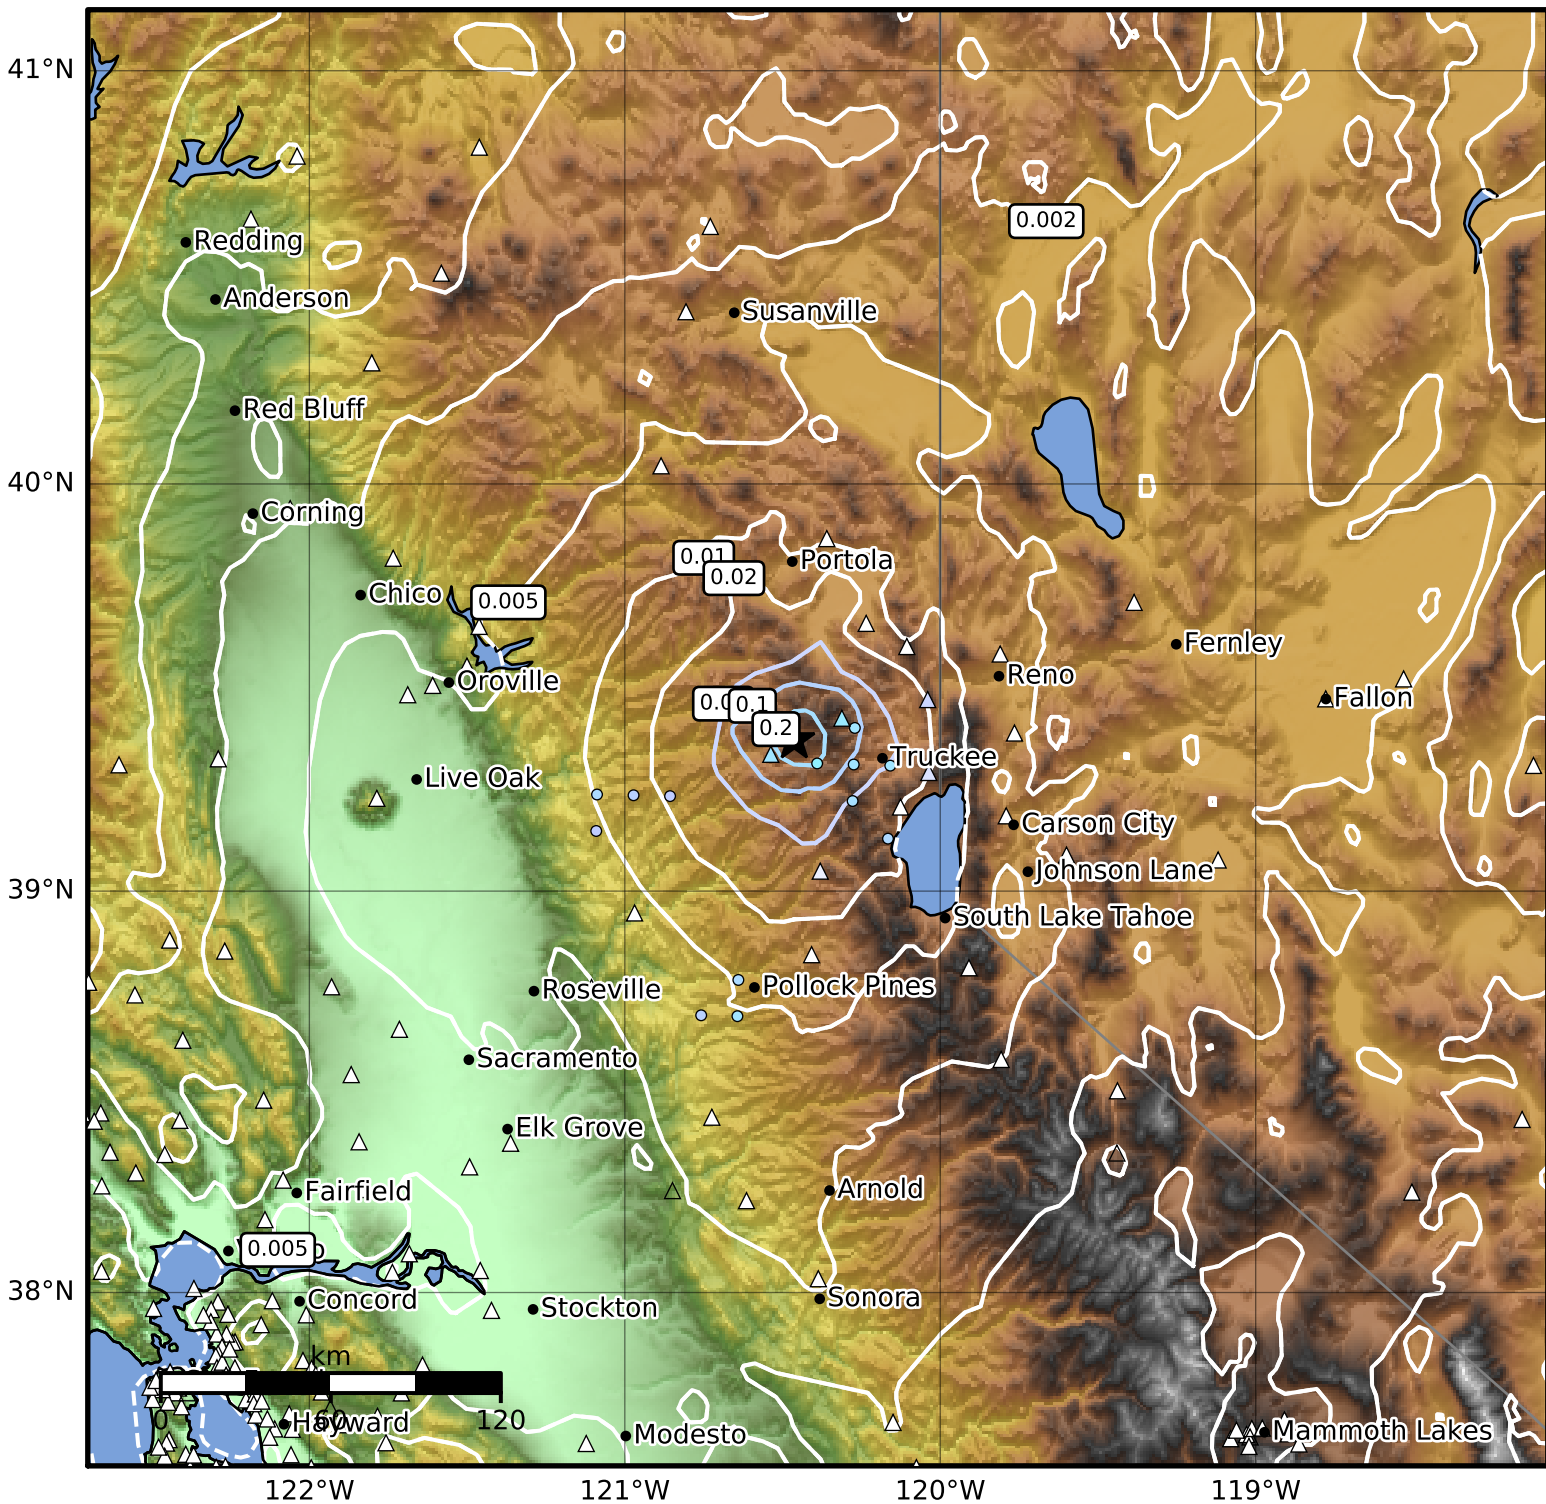 41°N
0.002
Redding
Anderson
Susanville
Red Bluff
40°N
Corning
0.01
Portola
0.02
Chico
0.005
Fernley
Reno
Oroville
Fallon
0.1
0.2
Truckee
Live Oak
Carson City
Johnson Lane
39°N
South Lake Tahoe
Pollock Pines
Roseville
Sacramento
Elk Grove
Arnold
Fairfield
0.005
38°N
Sonora
Concord
Stockton
km
0
60
120
Hayward
Modesto
Mammoth Lakes
122°W
121°W
120°W
119°W